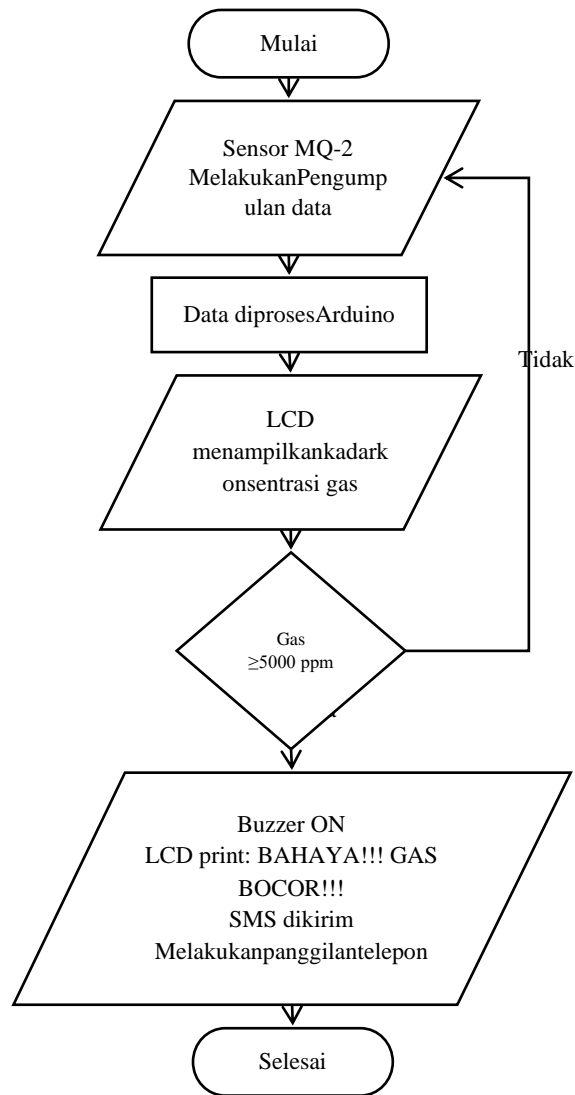 Mulai
Sensor MQ-2
MelakukanPengump
ulan data
Data diprosesArduino
Tidak
LCD
menampilkankadark
onsentrasi gas
Gas
≥5000 ppm
Buzzer ON
LCD print: BAHAYA!!! GAS
BOCOR!!!
SMS dikirim
Melakukanpanggilantelepon
Selesai